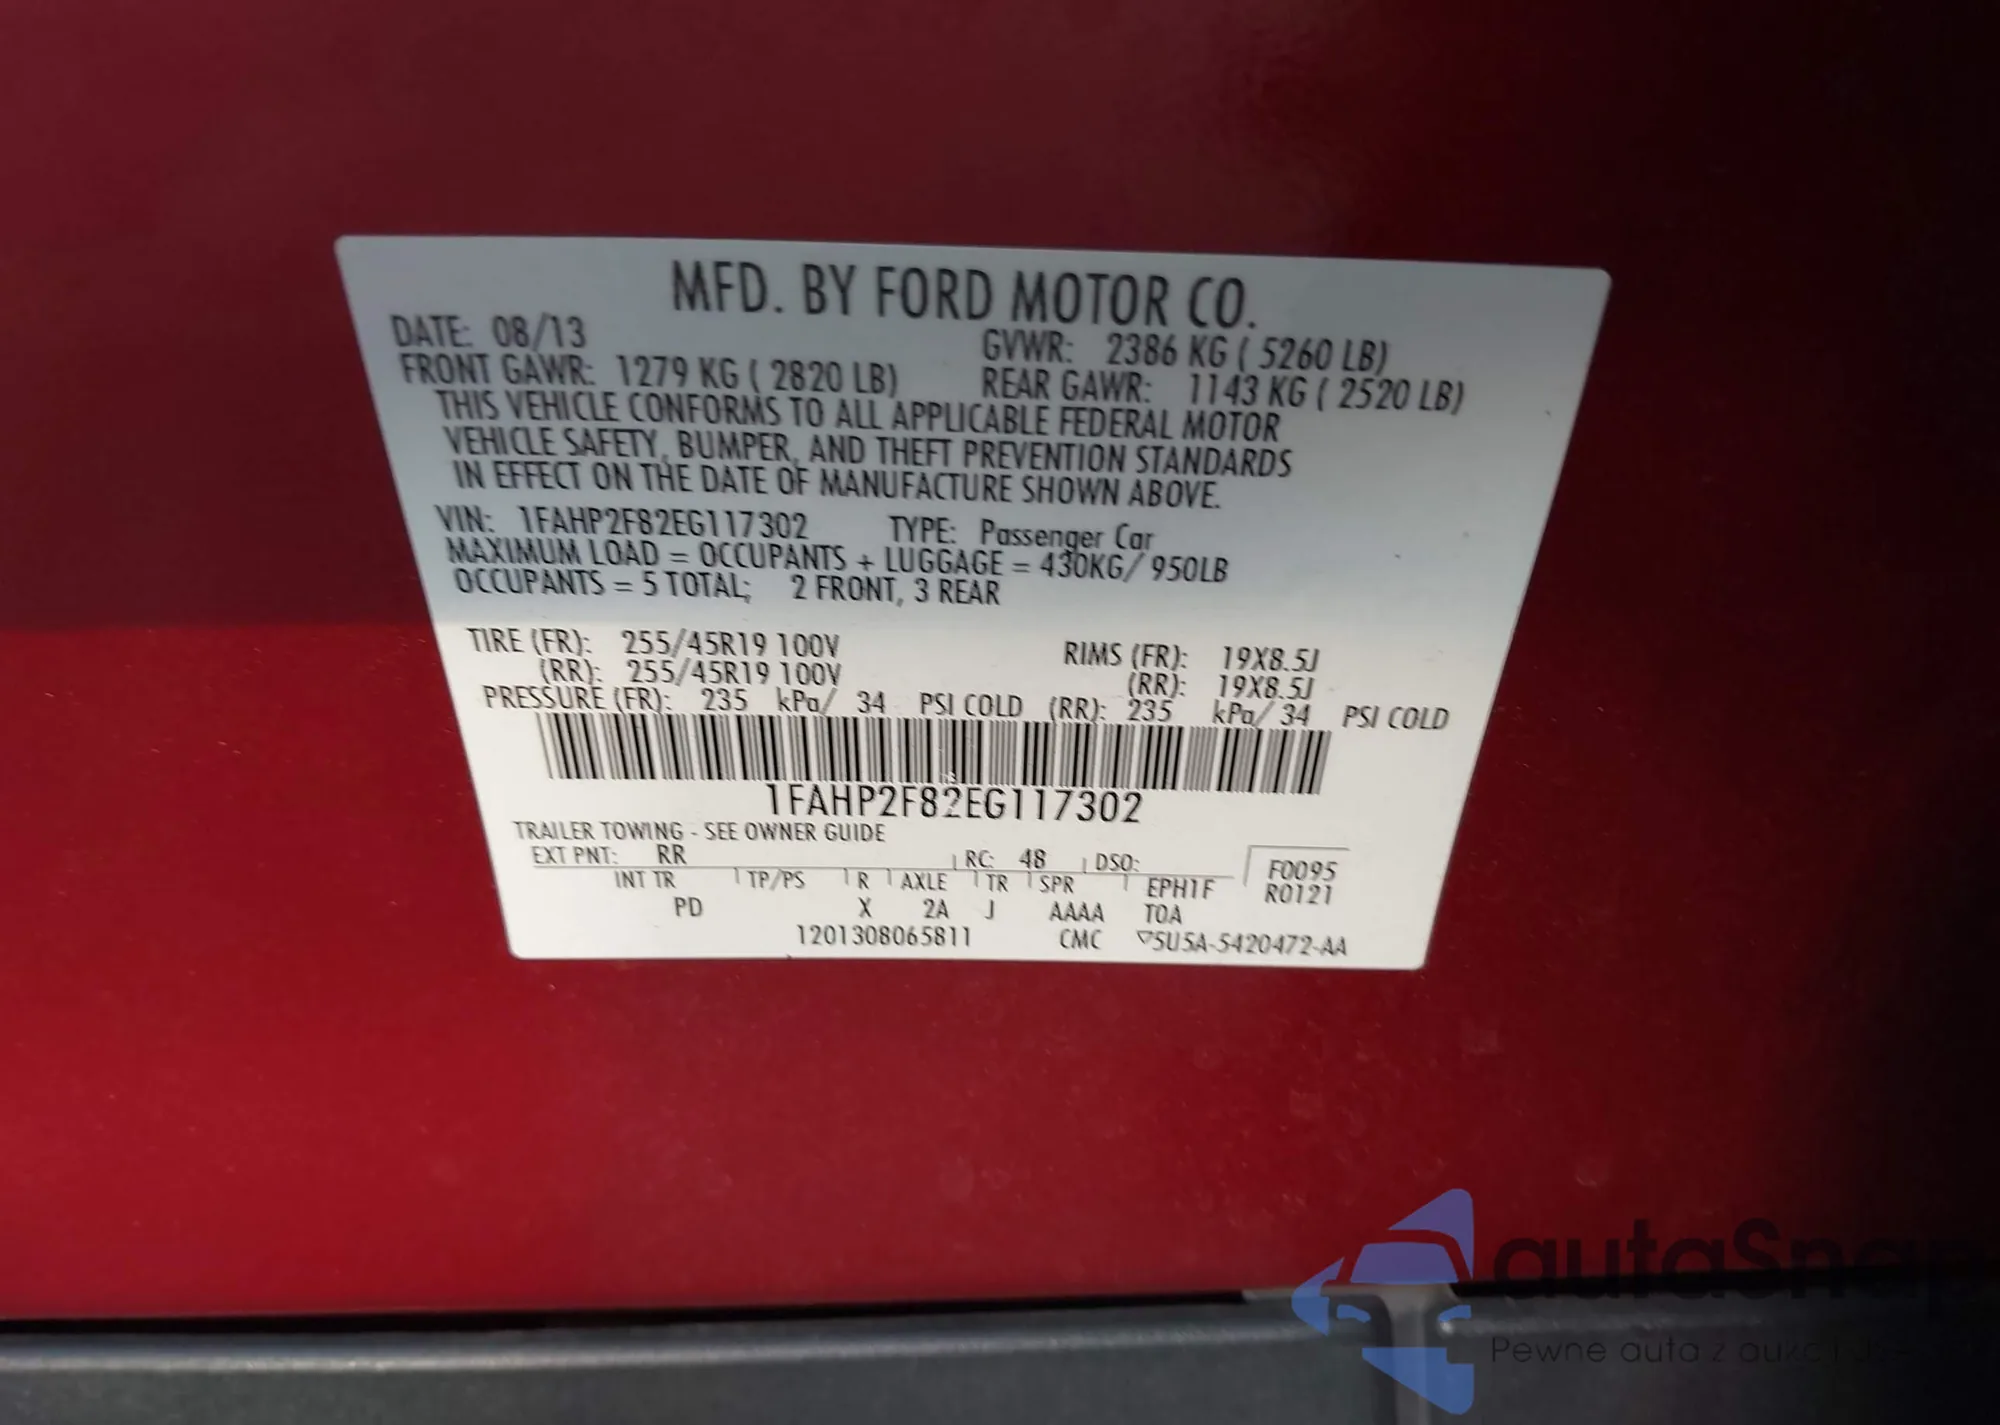 MFD. BY FORD MOTOR CO.
DATE: 08/13 GVWR: 2386 KG ( 5260 LB)
FRONT GAWR: 1279 KG ( 2820 LB) REAR GAWR: 1143 KG ( 2520 LB)
THIS VEHICLE CONFORMS TO ALL APPLICABLE FEDERAL MOTOR
VEHICLE SAFETY, BUMPER, AND THEFT PREVENTION STANDARDS
IN EFFECT ON THE DATE OF MANUFACTURE SHOWN ABOVE.
VIN: 1FAHP2F82EG117302 TYPE: Passenger Car
MAXIMUM LOAD = OCCUPANTS + LUGGAGE = 430KG/ 950LB
OCCUPANTS = 5 TOTAL; 2 FRONT, 3 REAR
TIRE (FR): 255/45R19 100V RIMS (FR): 19X8.5J
(RR): 255/45R19 100V (RR): 19X8.5J
PRESSURE (FR): 235 kPa/ 34 PSI COLD (RR): 235 kPa/ 34 PSI COLD
1FAHP2F82EG117302
TRAILER TOWING - SEE OWNER GUIDE
EXT PNT: RR RC: 48 DSO: F0095
INT TR TP/PS R AXLE TR SPR EPH1F R0121
PD X 2A J AAAA TOA
1201308065811 CMC ▽5U5A-5420472-AA
autaSnap
Pewne auta z